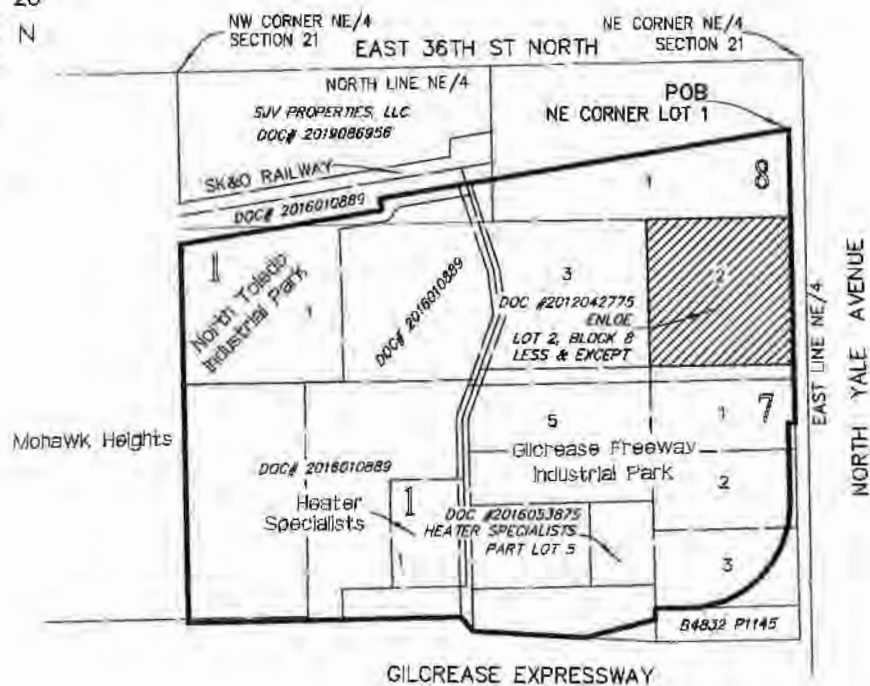 N
NW CORNER NE/4
SECTION 21
EAST 36TH ST NORTH
NE CORNER NE/4
SECTION 21
NORTH LINE NE/4
SJV PROPERTIES, LLC
DOC# 2019086956
POB
NE CORNER LOT 1
SK&O RAILWAY
DOC# 2016010889
1
8
1
North Toledo
Industrial Park
1
DOC# 2016010889
3
2
DOC #2012042775
ENLOE
LOT 2, BLOCK 8
LESS & EXCEPT
EAST LINE NE/4
NORTH YALE AVENUE
Mohawk Heights
5
1
7
Gilcrease Freeway
Industrial Park
DOC# 2016010889
2
Heater
Specialists
1
1
DOC #2016053875
HEATER SPECIALISTS
PART LOT 5
3
B4832 P1145
GILCREASE EXPRESSWAY